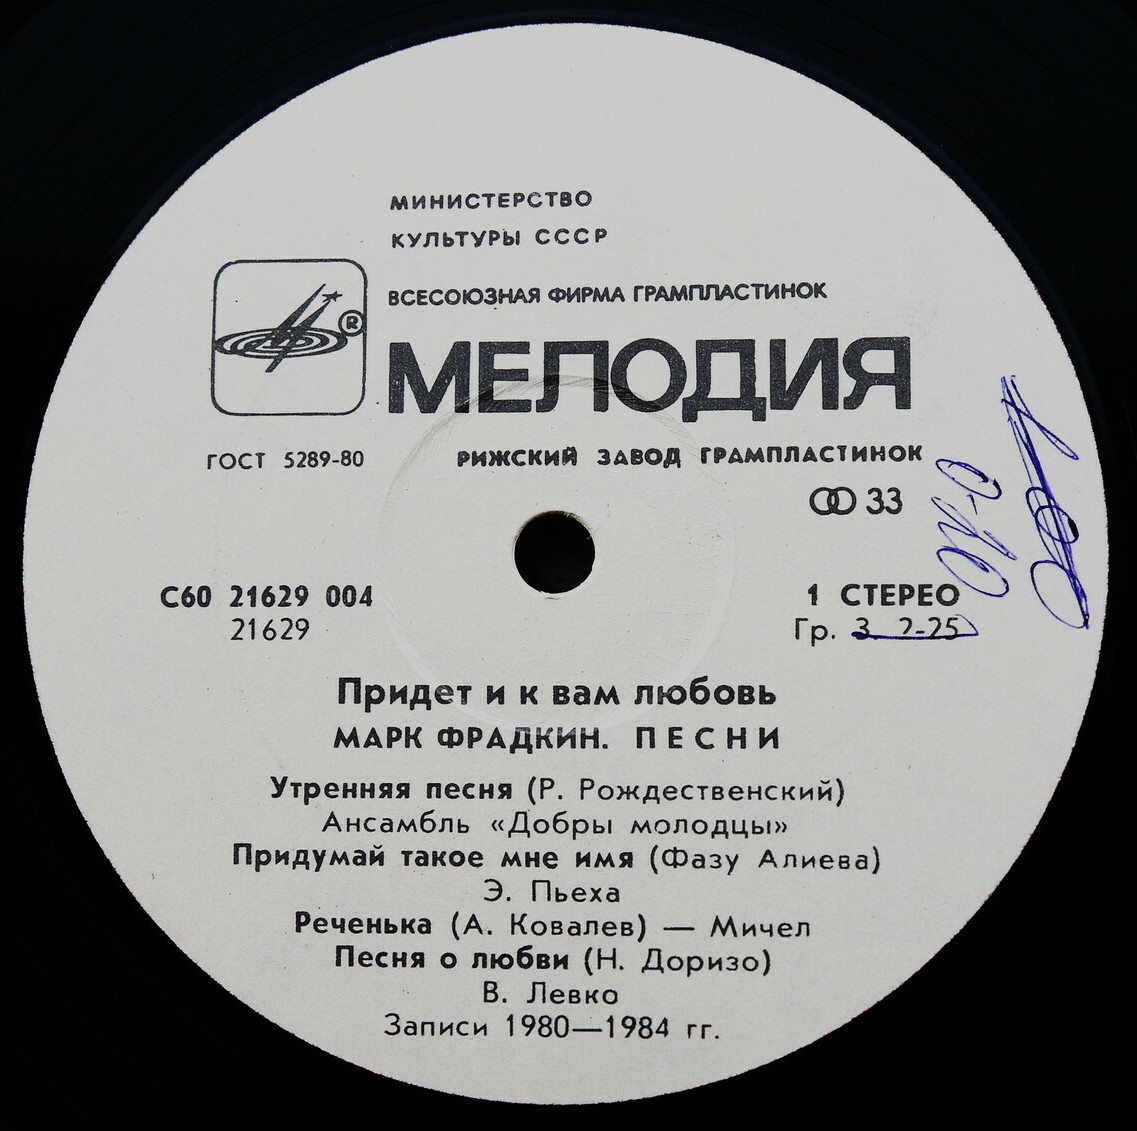 МИНИСТЕРСТВО
КУЛЬТУРЫ СССР
ВСЕСОЮЗНАЯ ФИРМА ГРАМПЛАСТИНОК
®
МЕЛОДИЯ
ГОСТ 5289-80
РИЖСКИЙ ЗАВОД ГРАМПЛАСТИНОК
33
С60 21629 004
1 СТЕРЕО
21629
Гр. 3. 2-25
Придет и к вам любовь
МАРК ФРАДКИН. ПЕСНИ
Утренняя песня (Р. Рождественский)
Ансамбль «Добры молодцы»
Придумай такое мне имя (Фазу Алиева)
Э. Пьеха
Реченька (А. Ковалев) — Мичел
Песня о любви (Н. Доризо)
В. Левко
Записи 1980—1984 гг.